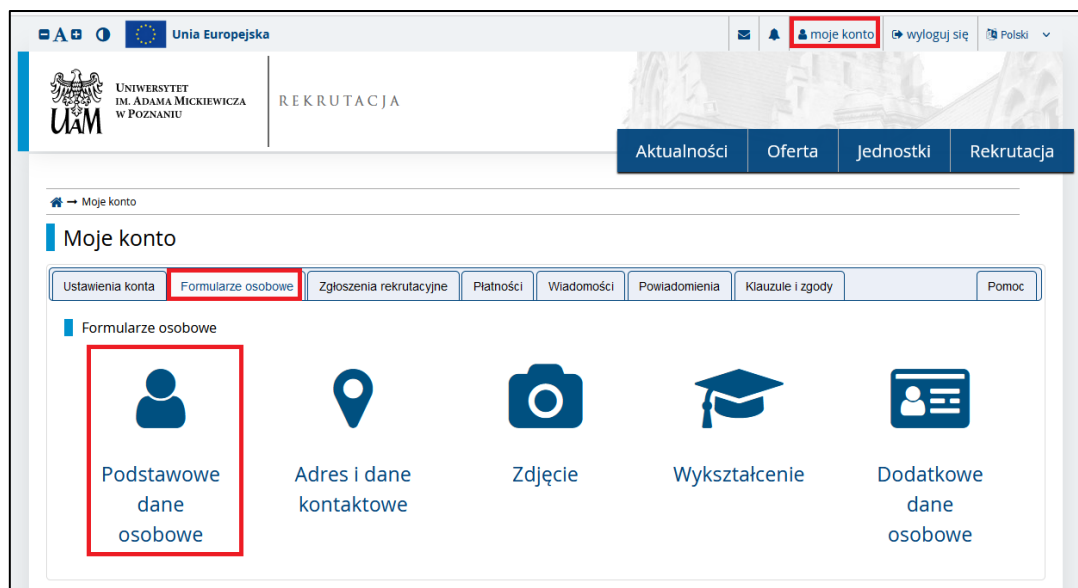 A Unia Europejska moje konto wyloguj się Polski
UNIWERSYTET
IM. ADAMA MICKIEWICZA
W POZNANIU
UAM
REKRUTACJA
Aktualności Oferta Jednostki Rekrutacja
Moje konto
Moje konto
Ustawienia konta Formularze osobowe Zgłoszenia rekrutacyjne Płatności Wiadomości Powiadomienia Klauzule i zgody Pomoc
Formularze osobowe
Podstawowe
dane
osobowe
Adres i dane
kontaktowe
Zdjęcie
Wykształcenie
Dodatkowe
dane
osobowe